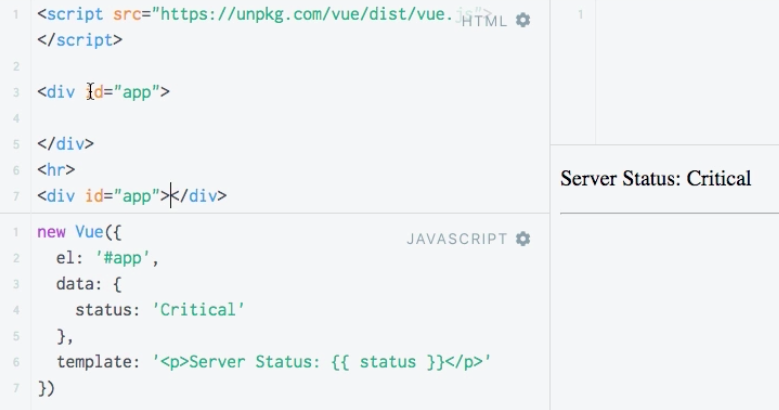 1 <script src="https://unpkg.com/vue/dist/vue.js">
</script>
HTML
2
3 <div id="app">
4
5 </div>
6 <hr>
7 <div id="app"></div>
1 new Vue({
JAVASCRIPT
2 el: '#app',
3 data: {
4 status: 'Critical'
5 },
6 template: '<p>Server Status: {{ status }}</p>'
7 })
1
Server Status: Critical